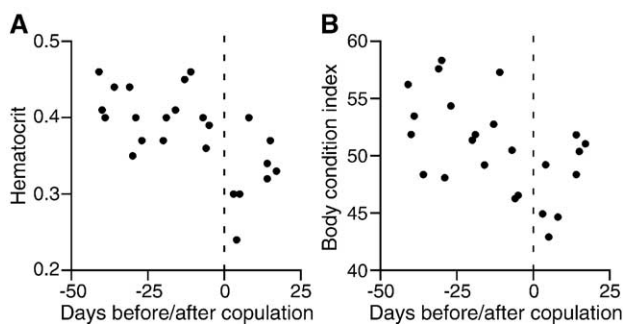 A
B
0.5
0.4
0.3
0.2
Hematocrit
-50
-25
0
25
Days before/after copulation
60
55
50
45
40
Body condition index
-50
-25
0
25
Days before/after copulation